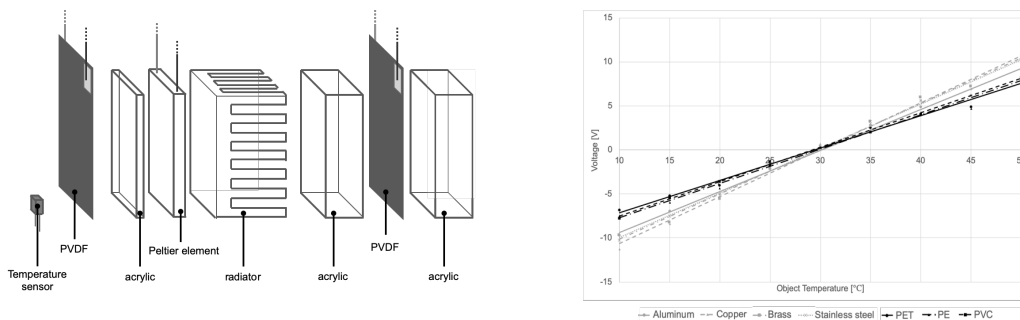 PVDF
Peltier element
PVDF
Temperature
sensor
acrylic
radiator
acrylic
acrylic
15
10
5
0
-5
-10
-15
Voltage [V]
10
15
20
25
30
35
40
45
Object Temperature [℃]
Aluminum
Copper
Brass
Stainless steel
PET
PE
PVC